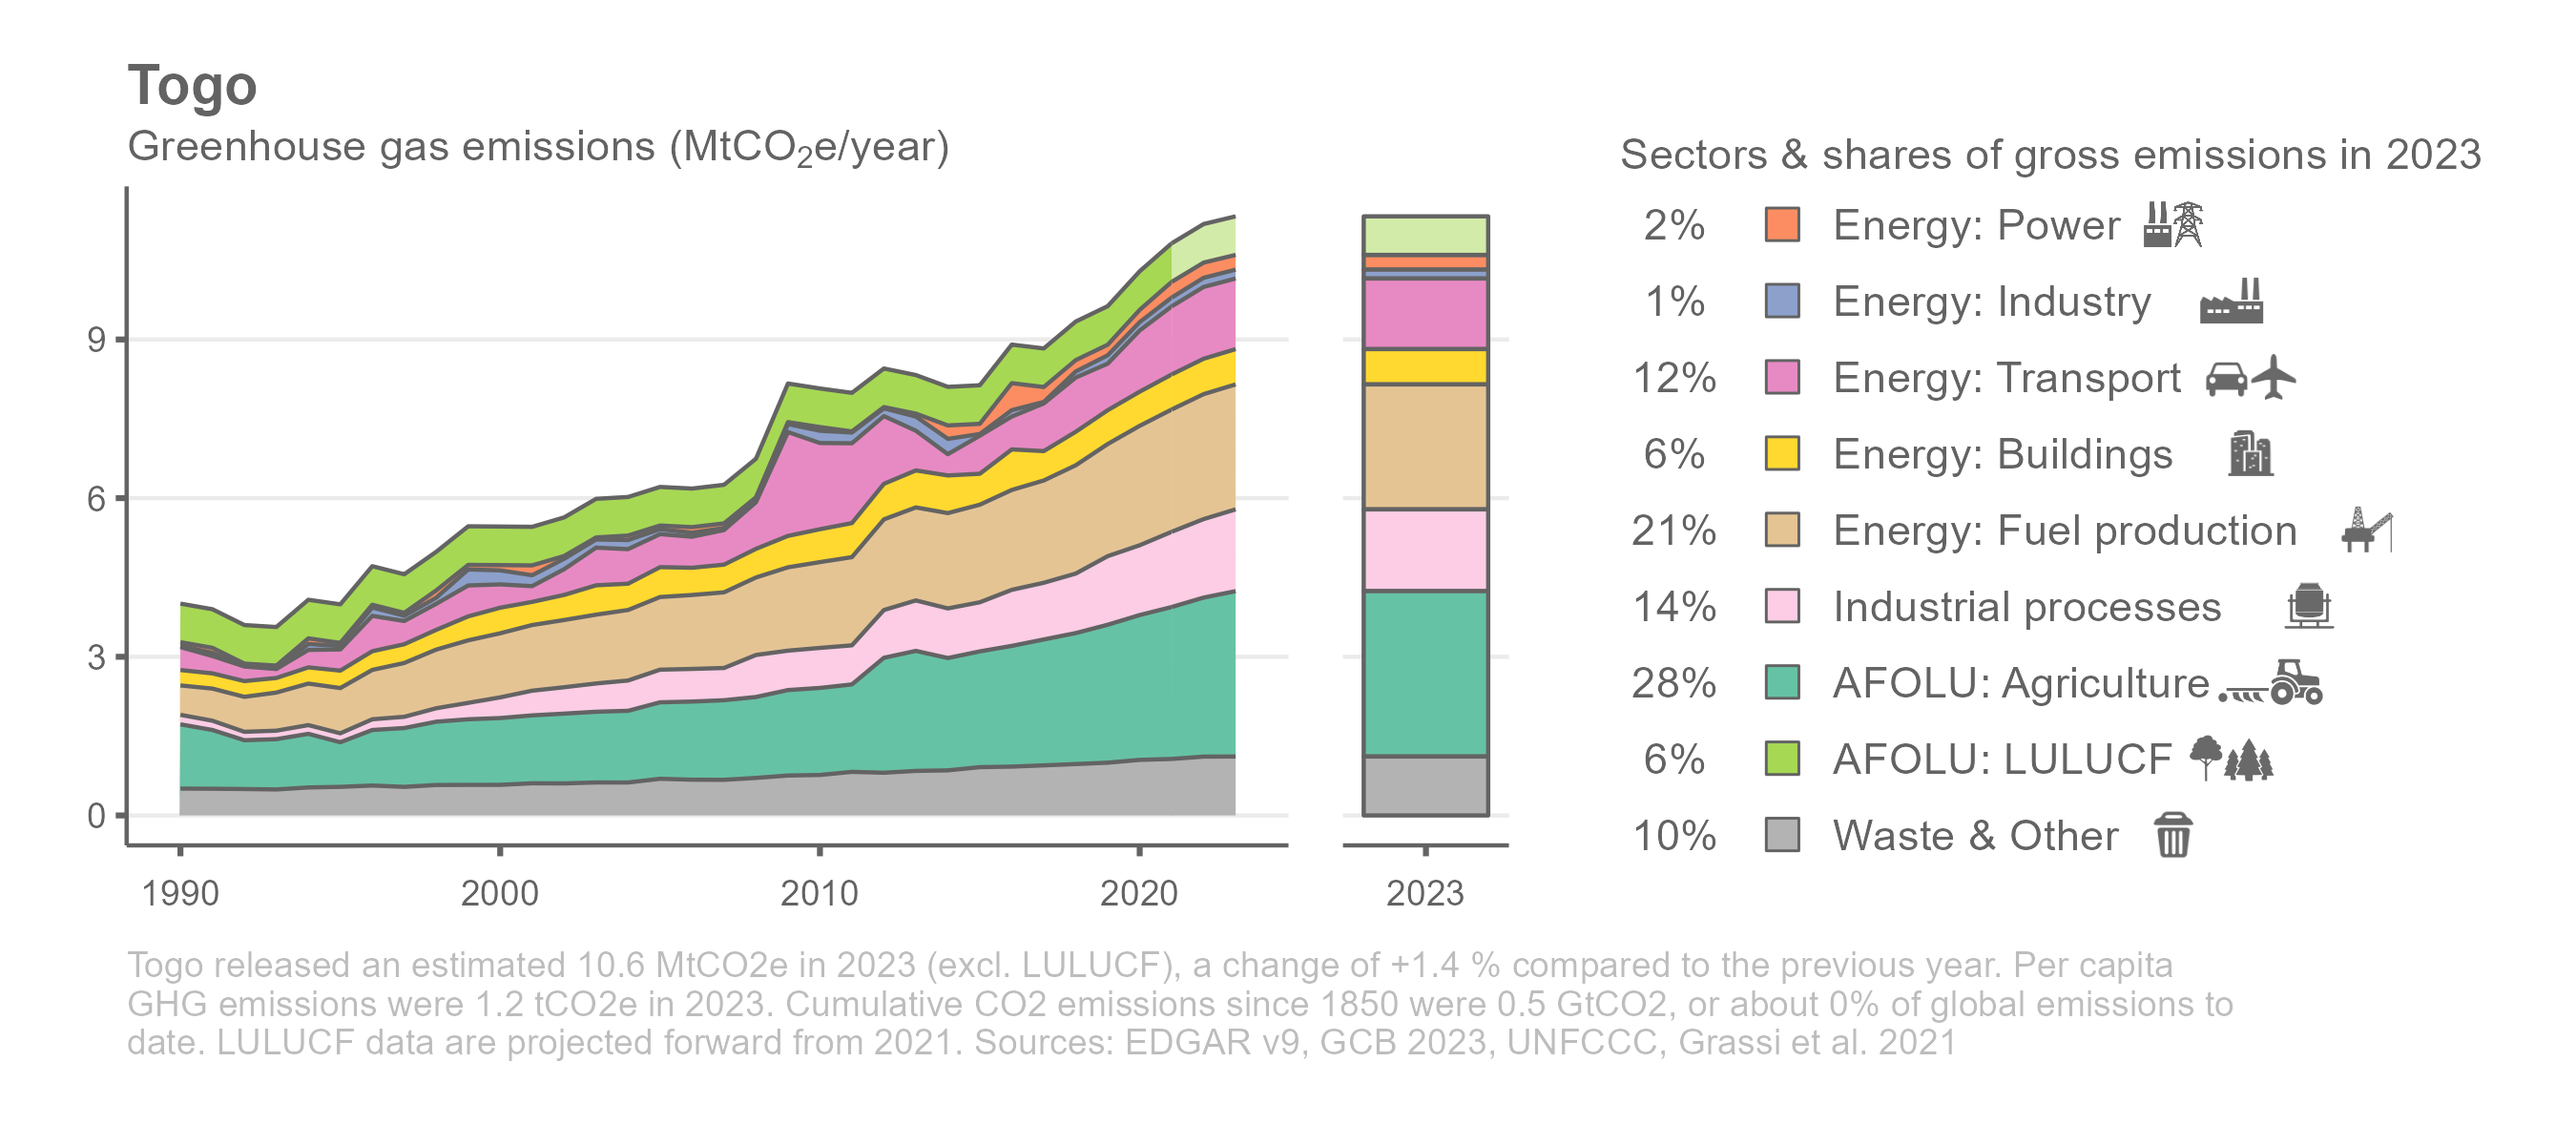 Togo
Greenhouse gas emissions (MtCO₂e/year)
9
6
3
0
1990
2000
2010
2020
2023
Sectors & shares of gross emissions in 2023
2% Energy: Power
1% Energy: Industry
12% Energy: Transport
6% Energy: Buildings
21% Energy: Fuel production
14% Industrial processes
28% AFOLU: Agriculture
6% AFOLU: LULUCF
10% Waste & Other
Togo released an estimated 10.6 MtCO2e in 2023 (excl. LULUCF), a change of +1.4 % compared to the previous year. Per capita
GHG emissions were 1.2 tCO2e in 2023. Cumulative CO2 emissions since 1850 were 0.5 GtCO2, or about 0% of global emissions to
date. LULUCF data are projected forward from 2021. Sources: EDGAR v9, GCB 2023, UNFCCC, Grassi et al. 2021